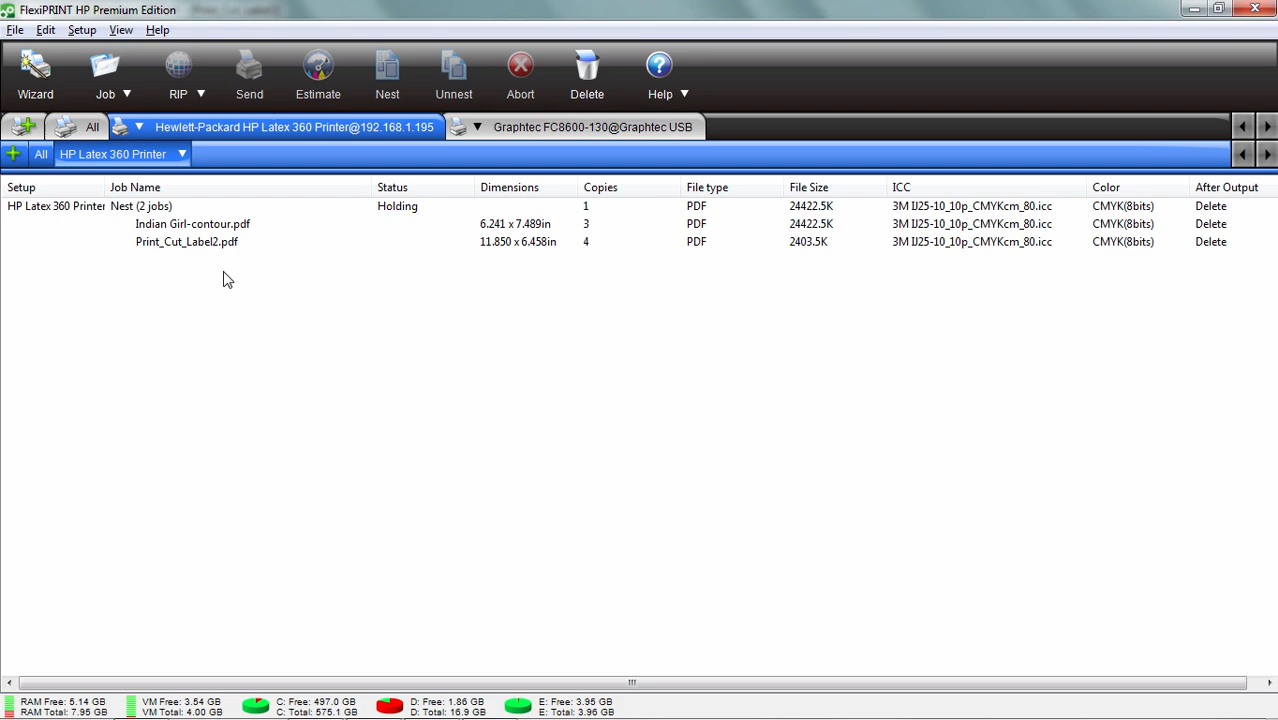 FlexiPRINT HP Premium Edition
File Edit Setup View Help
Wizard Job RIP Send Estimate Nest Unnest Abort Delete Help
All Hewlett-Packard HP Latex 360 Printer@192.168.1.195 Graphtec FC8600-130@Graphtec USB
All HP Latex 360 Printer
Setup Job Name Status Dimensions Copies File type File Size ICC Color After Output
HP Latex 360 Printer Nest (2 jobs) Holding 1 PDF 24422.5K 3M IJ25-10_10p_CMYKcm_80.icc CMYK(8bits) Delete
Indian Girl-contour.pdf 6.241 x 7.489in 3 PDF 24422.5K 3M IJ25-10_10p_CMYKcm_80.icc CMYK(8bits) Delete
Print_Cut_Label2.pdf 11.850 x 6.458in 4 PDF 2403.5K 3M IJ25-10_10p_CMYKcm_80.icc CMYK(8bits) Delete
RAM Free: 5.14 GB VM Free: 3.54 GB C: Free: 497.0 GB D: Free: 1.86 GB E: Free: 3.95 GB
RAM Total: 7.95 GB VM Total: 4.00 GB C: Total: 575.1 GB D: Total: 16.9 GB E: Total: 3.96 GB